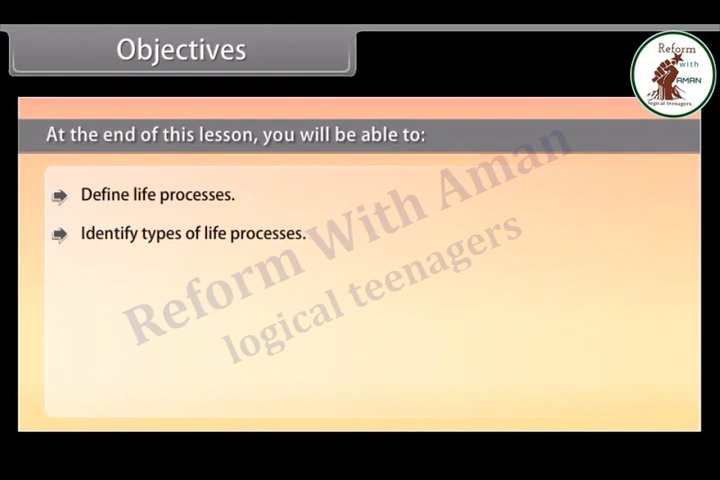 Objectives
Reform
with
AMAN
logical teenagers.
At the end of this lesson, you will be able to:
Define life processes.
Identify types of life processes.
Reform With Aman
logical teenagers